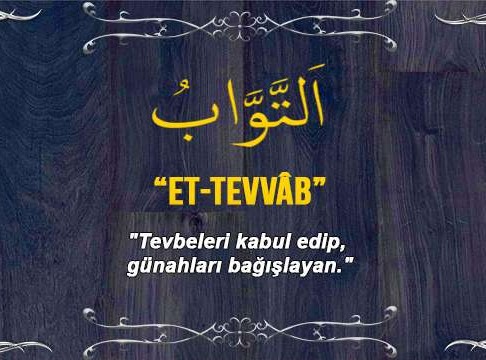 اَلتَّوَّابُ
“ET-TEVVÂB”
"Tevbeleri kabul edip,
günahları bağışlayan."